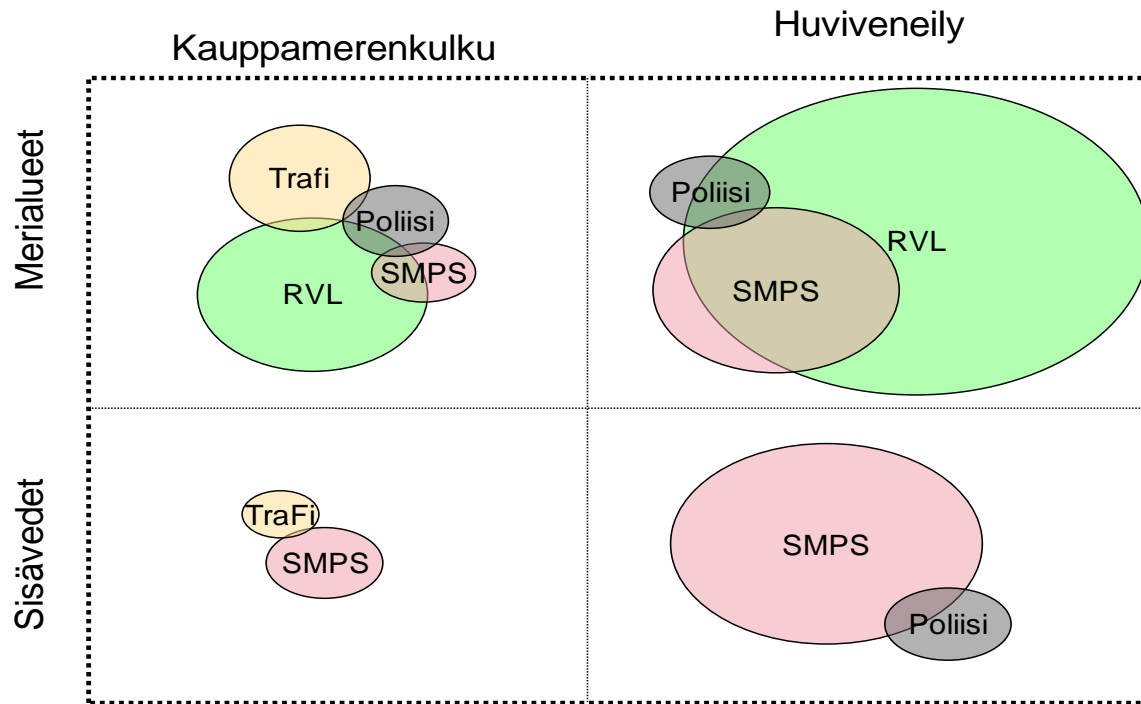 Kauppamerenkulku
Huviveneily
Merialueet
Trafi
Poliisi
SMPS
RVL
Poliisi
RVL
SMPS
Sisävedet
TraFi
SMPS
SMPS
Poliisi